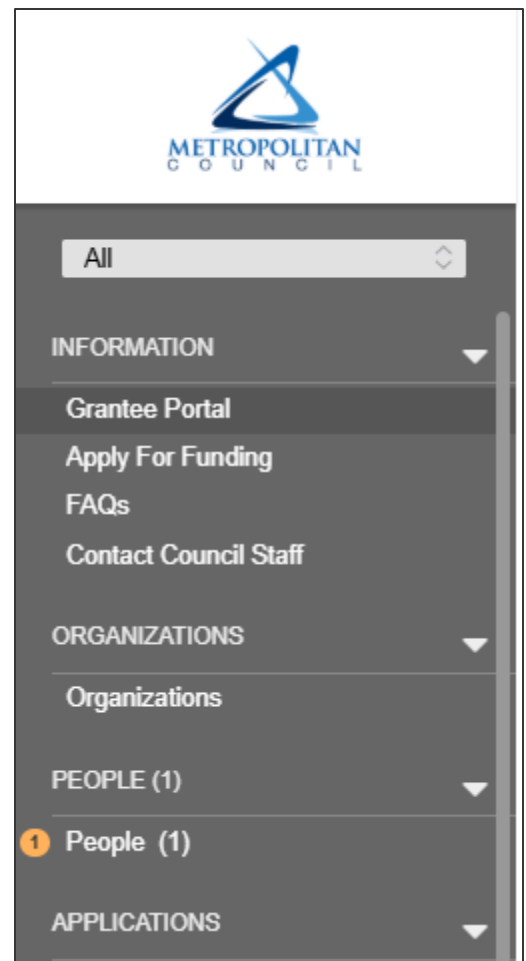 METROPOLITAN
COUNCIL
All
INFORMATION
Grantee Portal
Apply For Funding
FAQs
Contact Council Staff
ORGANIZATIONS
Organizations
PEOPLE (1)
1 People (1)
APPLICATIONS